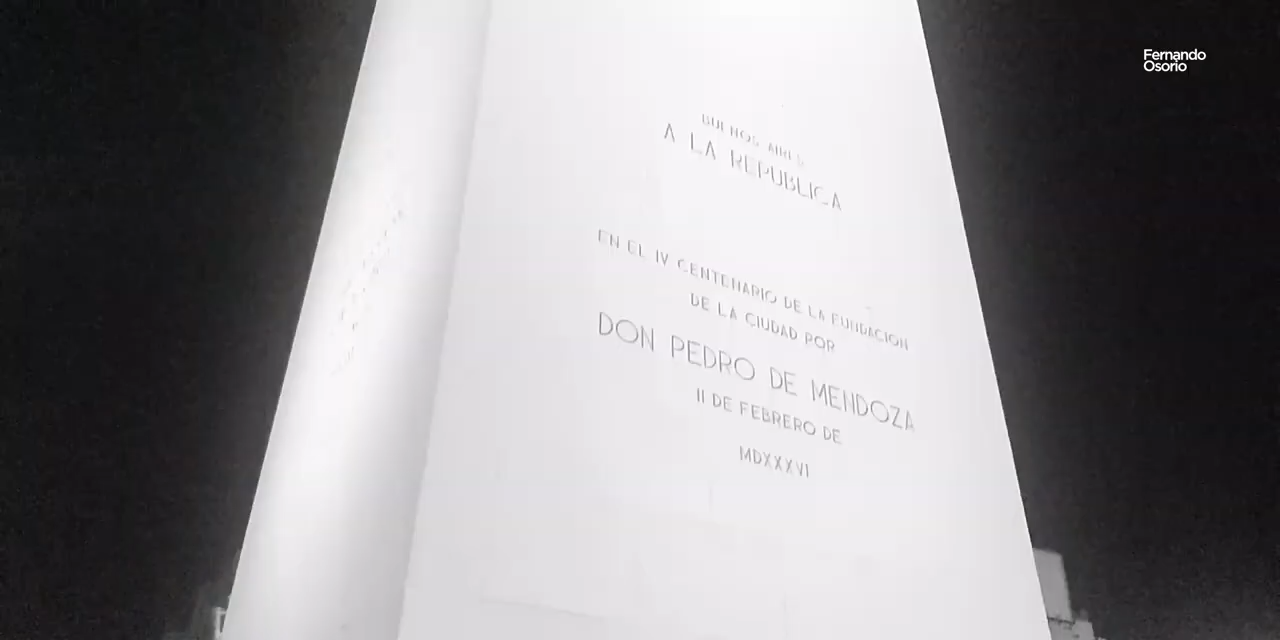 Fernando
Osorio
BUENOS AIRES
A LA REPUBLICA
EN EL IV CENTENARIO DE LA FUNDACION
DE LA CIUDAD POR
DON PEDRO DE MENDOZA
II DE FEBRERO DE
MDXXXVI